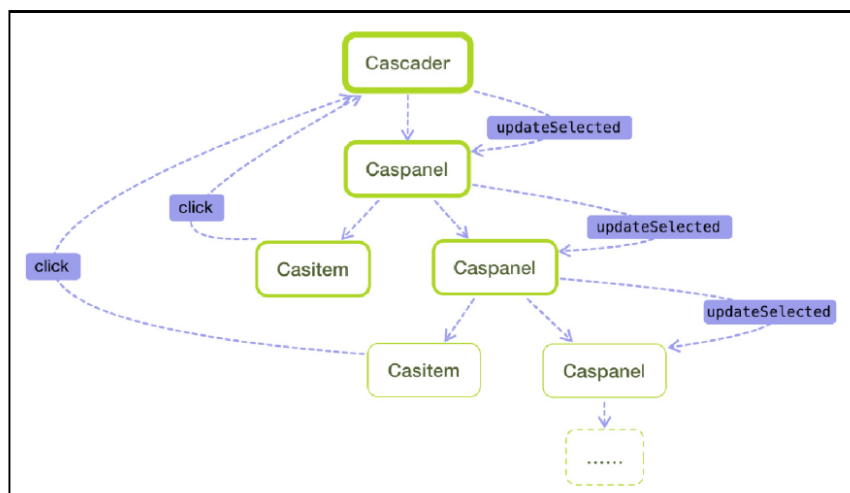 Cascader
updateSelected
Caspanel
click
updateSelected
Casitem
Caspanel
click
updateSelected
Casitem
Caspanel
......